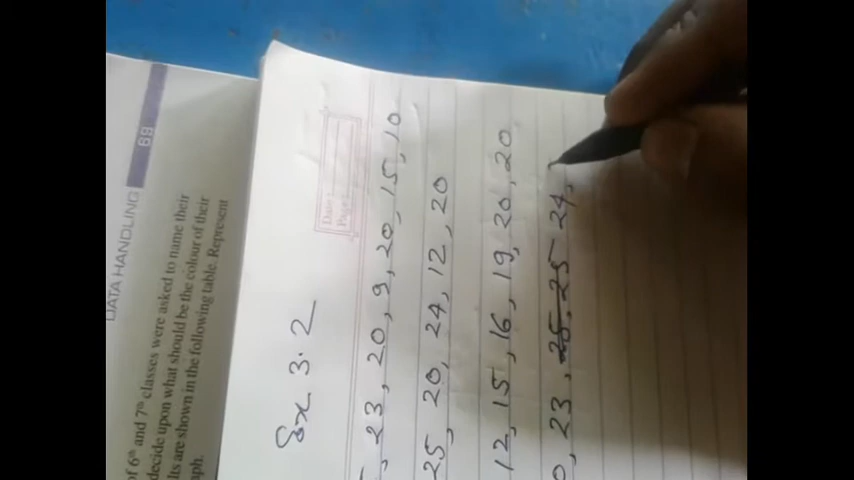 DATA HANDLING 69
of 6th and 7th classes were asked to name their
decide upon what should be the colour of their
lts are shown in the following table. Represent
aph.
Date:
Page:
Ex 3.2
, 23, 20, 9, 20, 15, 10
25, 20, 24, 12, 20
12, 15, 16, 19, 20, 20
0, 23, 25, 25 24,